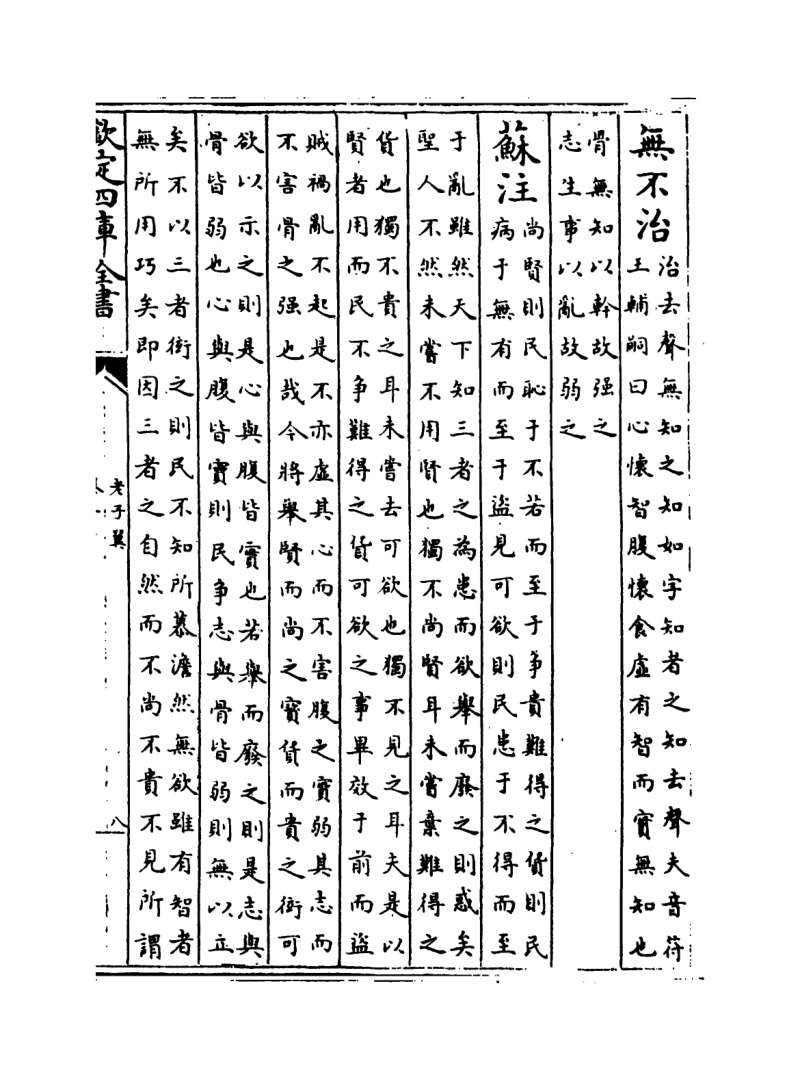 無不治
治去聲無知之知如字知者之知去聲夫音符
王輔嗣曰心懷智腹懷食虛有智而實無知也
骨無知以幹故强之
志生事以亂故弱之
蘇注
尚賢則民恥于不若而至于爭貴難得之貨則民
病于無有而至于盜見可欲則民患于不得而至
于亂雖然天下知三者之為患而欲舉而廢之則惑矣
聖人不然未嘗不用賢也獨不尚賢耳未嘗棄難得之
貨也獨不貴之耳未嘗去可欲也獨不見之耳夫是以
賢者用而民不爭難得之貨可欲之事畢效于前而盜
賊禍亂不起是不亦虛其心而不害腹之實弱其志而
不害骨之强也哉今將舉賢而尚之寳貨而貴之衒可
欲以示之則是心與腹皆實也若舉而廢之則是志與
骨皆弱也心與腹皆實則民爭志與骨皆弱則無以立
矣不以三者衒之則民不知所慕澹然無欲雖有智者
無所用巧矣即因三者之自然而不尚不貴不見所謂
欽定四庫全書
老子翼
八